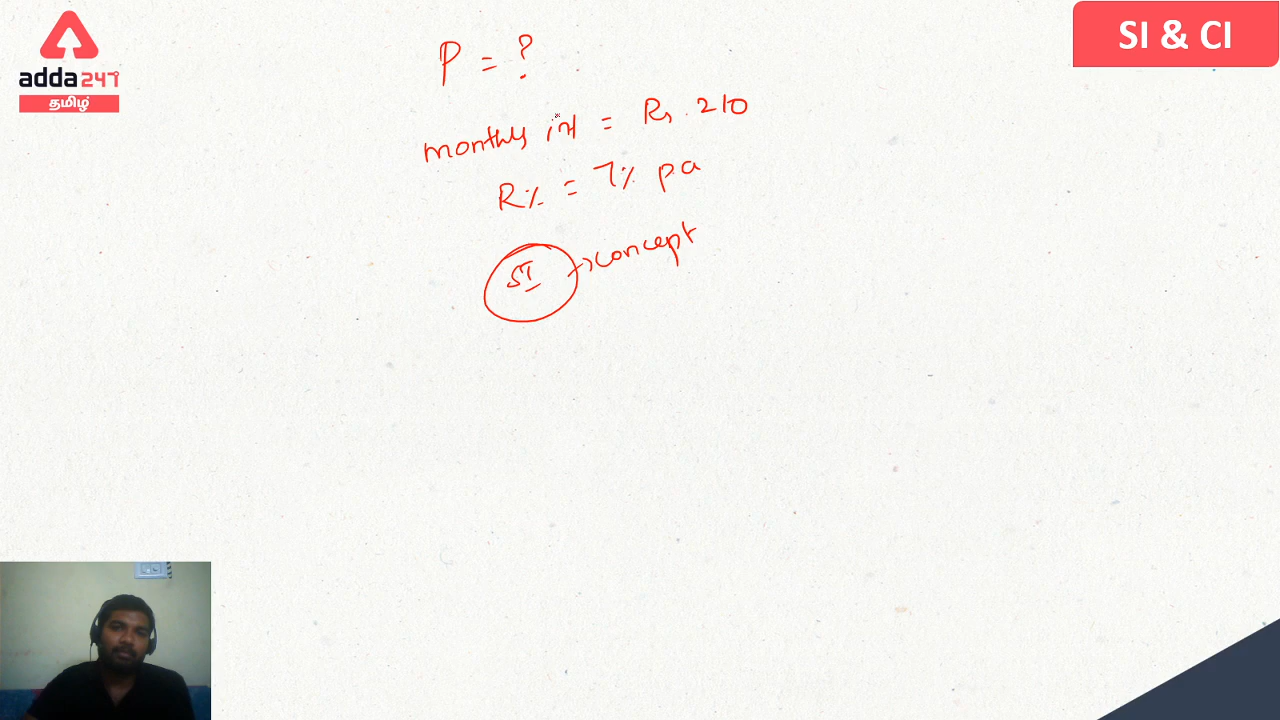 SI & CI
adda247
தமிழ்
P = ?
monthly int = Rs. 210
R% = 7% pa
SI → concept